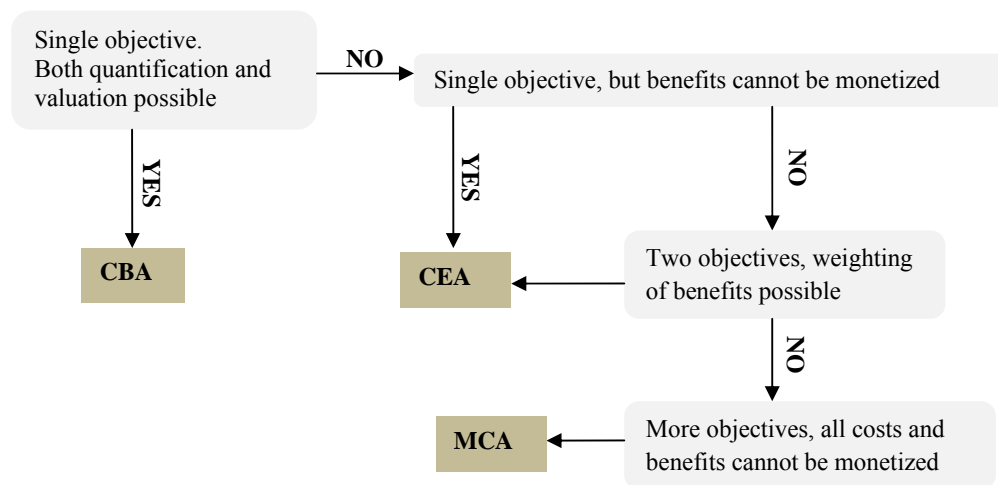 Single objective.
Both quantification and
valuation possible
NO
Single objective, but benefits cannot be monetized
YES
YES
NO
CBA
CEA
Two objectives, weighting
of benefits possible
NO
MCA
More objectives, all costs and
benefits cannot be monetized